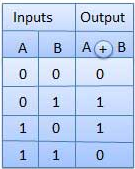 Inputs Output
A B A ⊕ B
0 0 0
0 1 1
1 0 1
1 1 0